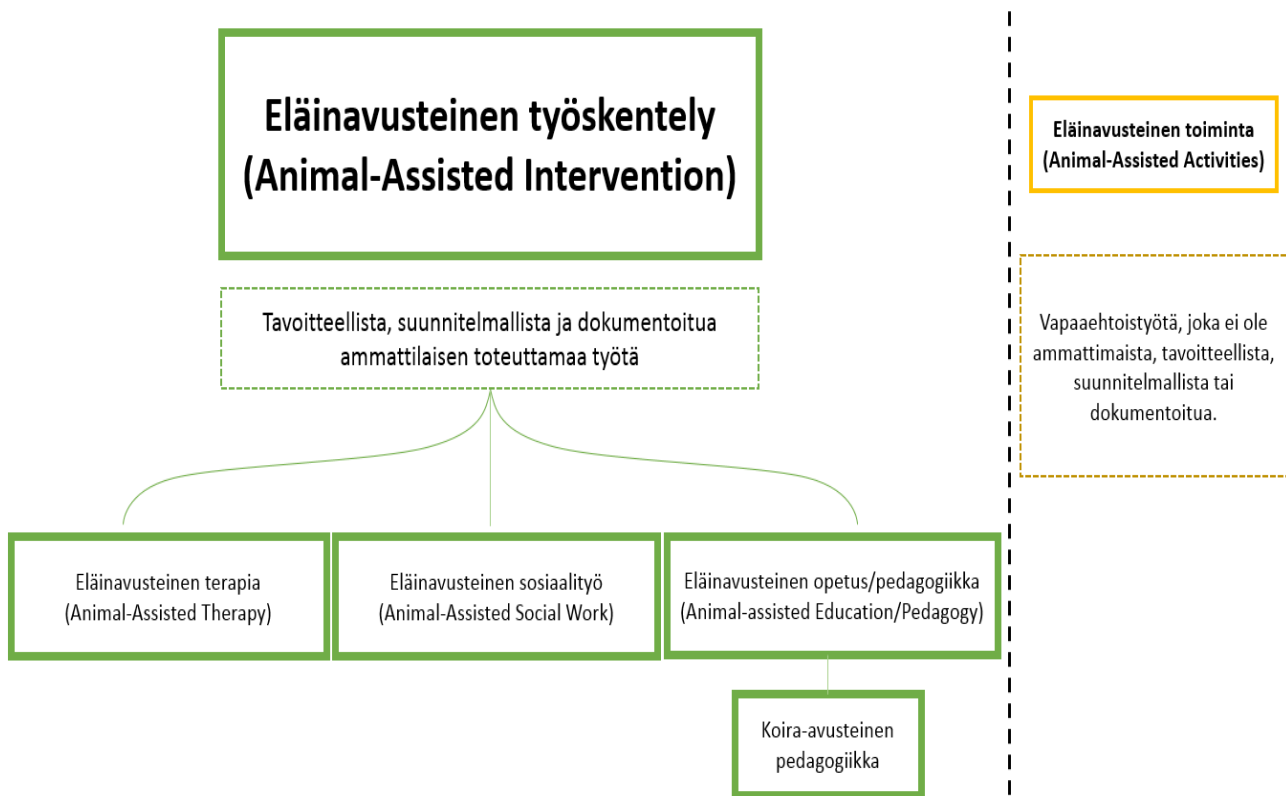 Eläinavusteinen työskentely
(Animal-Assisted Intervention)
Tavoitteellista, suunnitelmallista ja dokumentoitua
ammattilaisen toteuttamaa työtä
Eläinavusteinen terapia
(Animal-Assisted Therapy)
Eläinavusteinen sosiaalityö
(Animal-Assisted Social Work)
Eläinavusteinen opetus/pedagogiikka
(Animal-assisted Education/Pedagogy)
Koira-avusteinen
pedagogiikka
Eläinavusteinen toiminta
(Animal-Assisted Activities)
Vapaaehtoistyötä, joka ei ole
ammattimaista, tavoitteellista,
suunnitelmallista tai
dokumentoitua.